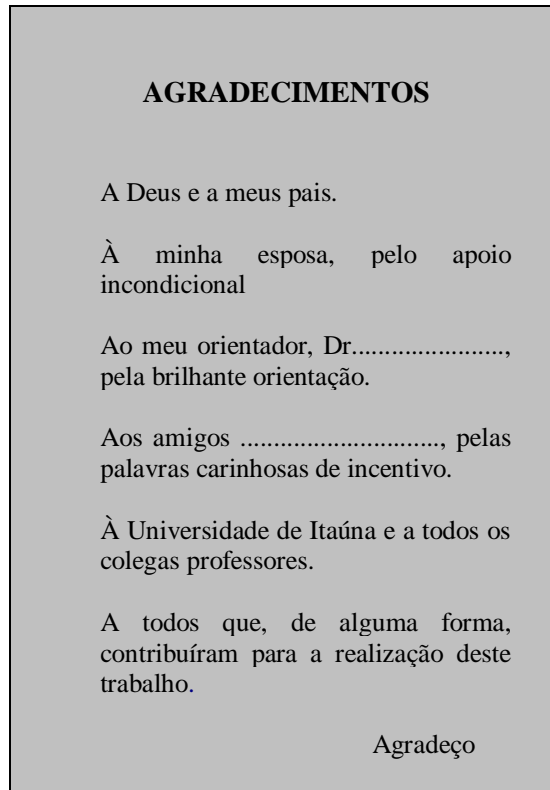 AGRADECIMENTOS
A Deus e a meus pais.
À minha esposa, pelo apoio
incondicional
Ao meu orientador, Dr.......................,
pela brilhante orientação.
Aos amigos .............................., pelas
palavras carinhosas de incentivo.
À Universidade de Itaúna e a todos os
colegas professores.
A todos que, de alguma forma,
contribuíram para a realização deste
trabalho.
Agradeço